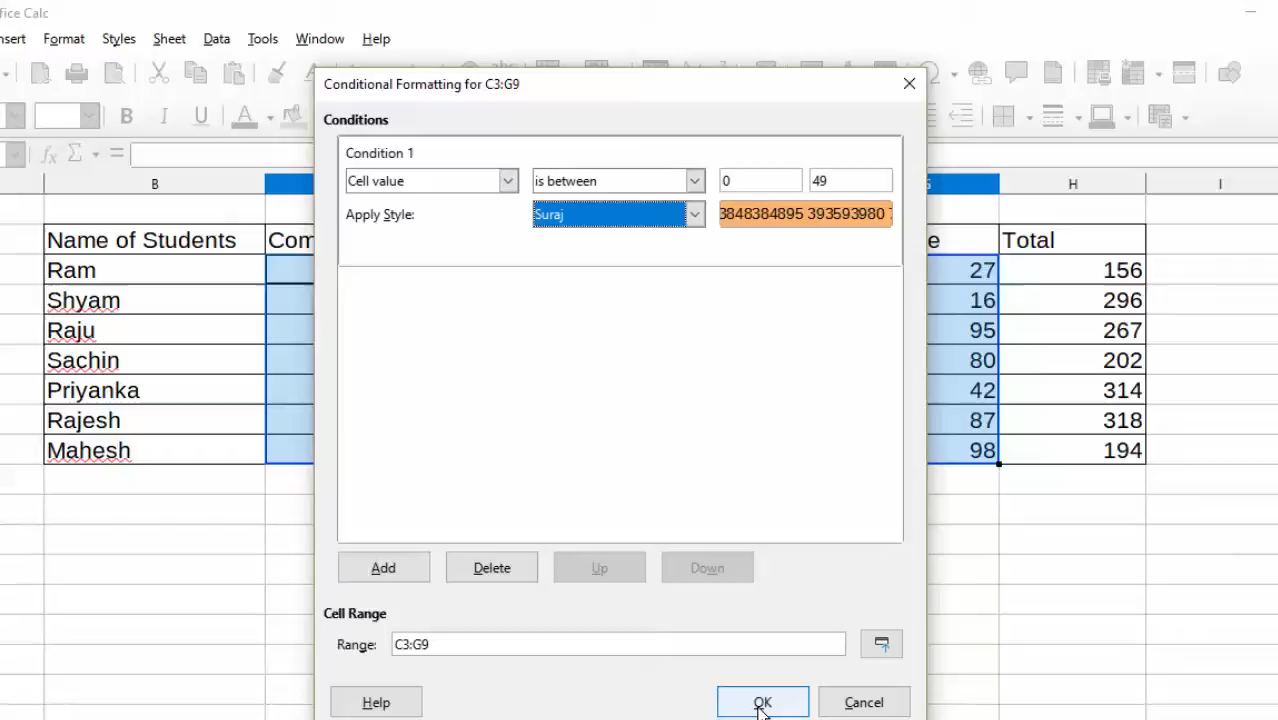 fice Calc
nsert Format Styles Sheet Data Tools Window Help
Conditional Formatting for C3:G9
Conditions
Condition 1
Cell value is between 0 49
Apply Style: Suraj 3848384895 393593980
B G H I
Name of Students Com e Total
Ram 27 156
Shyam 16 296
Raju 95 267
Sachin 80 202
Priyanka 42 314
Rajesh 87 318
Mahesh 98 194
Add Delete Up Down
Cell Range
Range: C3:G9
Help OK Cancel